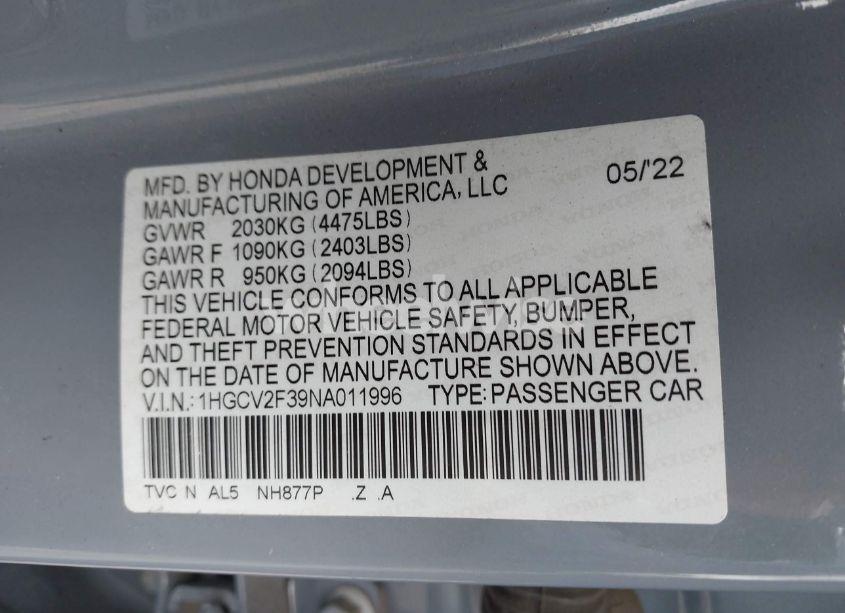 MFD. BY HONDA DEVELOPMENT & 05/'22
MANUFACTURING OF AMERICA, LLC
GVWR 2030KG (4475LBS)
GAWR F 1090KG (2403LBS)
GAWR R 950KG (2094LBS)
THIS VEHICLE CONFORMS TO ALL APPLICABLE
FEDERAL MOTOR VEHICLE SAFETY, BUMPER,
AND THEFT PREVENTION STANDARDS IN EFFECT
ON THE DATE OF MANUFACTURE SHOWN ABOVE.
V.I.N.: 1HGCV2F39NA011996 TYPE: PASSENGER CAR
TVC N AL5 NH877P .Z .A